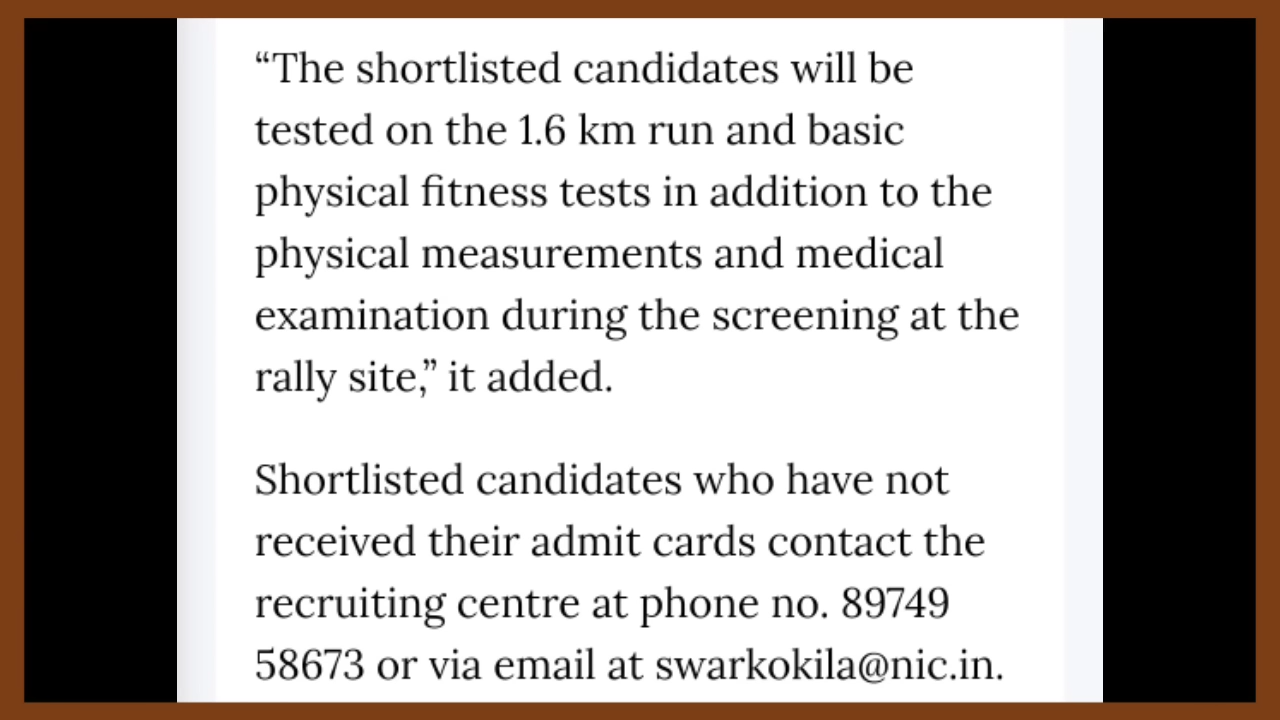 “The shortlisted candidates will be
tested on the 1.6 km run and basic
physical fitness tests in addition to the
physical measurements and medical
examination during the screening at the
rally site,” it added.
Shortlisted candidates who have not
received their admit cards contact the
recruiting centre at phone no. 89749
58673 or via email at swarkokila@nic.in.